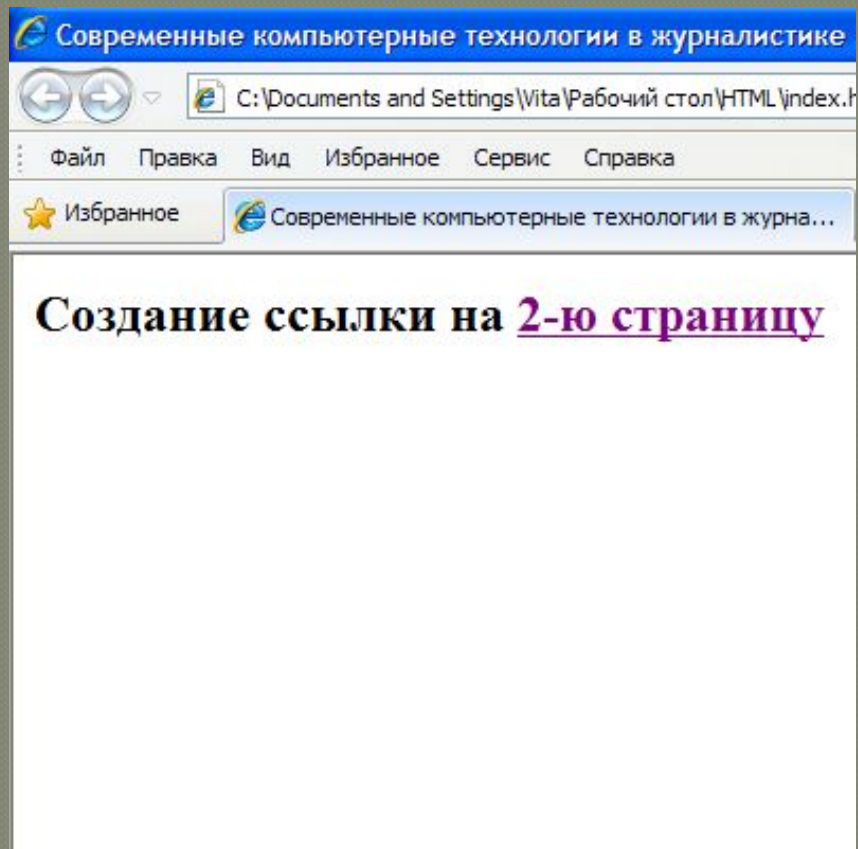 Современные компьютерные технологии в журналистике
C:\Documents and Settings\Vita\Рабочий стол\HTML\index.h
Файл Правка Вид Избранное Сервис Справка
Избранное Современные компьютерные технологии в журна...
Создание ссылки на 2-ю страницу